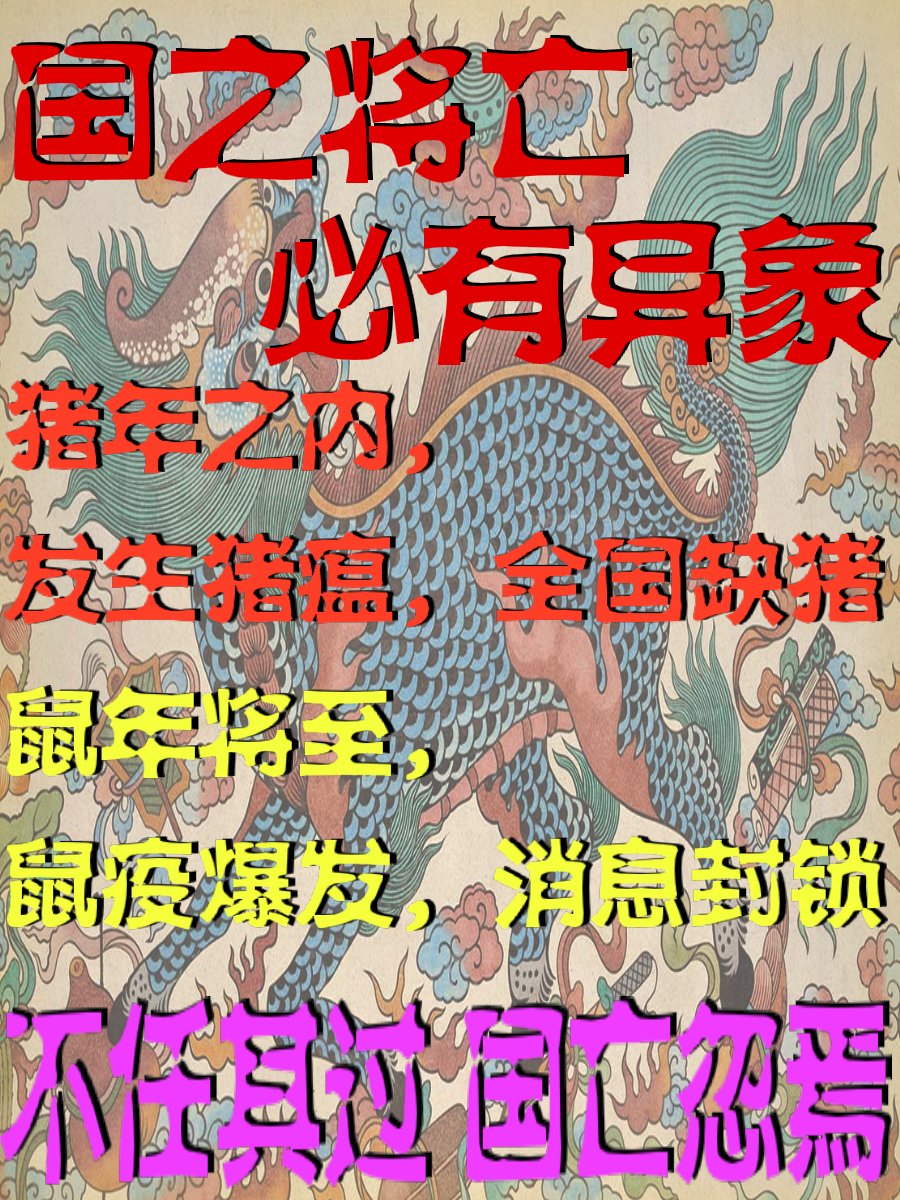 国之将亡
必有异象
猪年之内，
发生猪瘟，全国缺猪
鼠年将至，
鼠疫爆发，消息封锁
不任其过 国亡忽焉